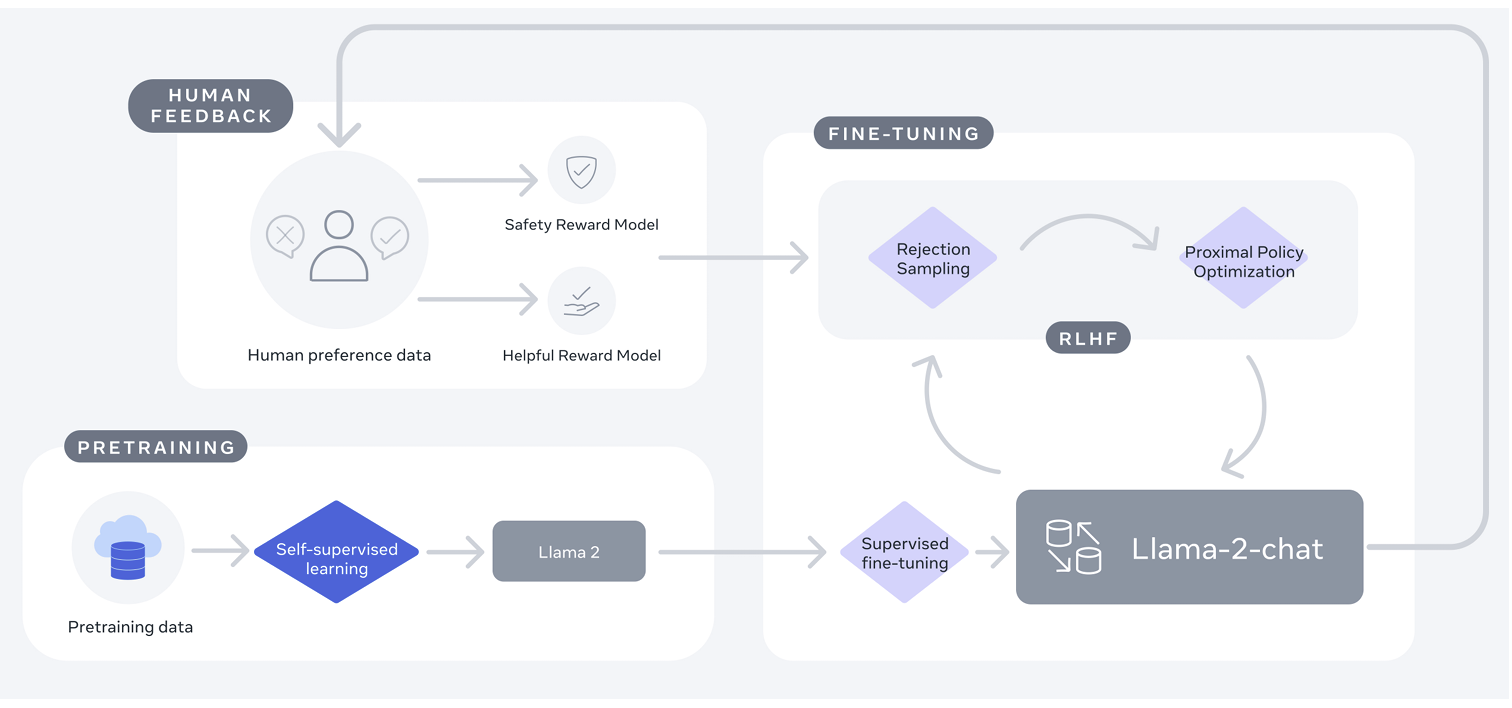 HUMAN
FEEDBACK
Safety Reward Model
Human preference data
Helpful Reward Model
PRETRAINING
Self-supervised
learning
Llama 2
Pretraining data
FINE-TUNING
Rejection
Sampling
Proximal Policy
Optimization
RLHF
Supervised
fine-tuning
Llama-2-chat